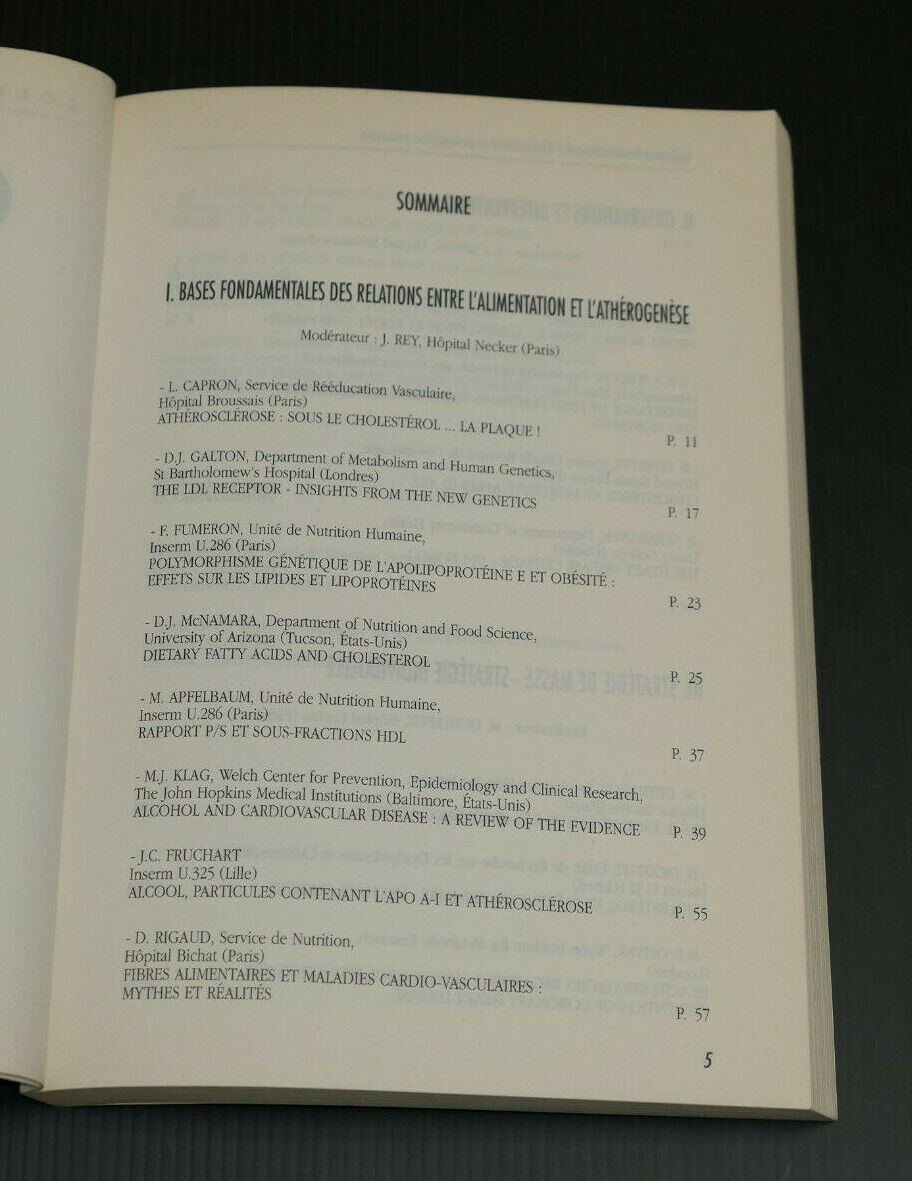 SOMMAIRE
I. BASES FONDAMENTALES DES RELATIONS ENTRE L'ALIMENTATION ET L'ATHÉROGENÈSE
Modérateur : J. REY, Hôpital Necker (Paris)
- L. CAPRON, Service de Rééducation Vasculaire,
Hôpital Broussais (Paris)
ATHÉROSCLÉROSE : SOUS LE CHOLESTÉROL ... LA PLAQUE !
P. 11
- D.J. GALTON, Department of Metabolism and Human Genetics,
St Bartholomew's Hospital (Londres)
THE LDL RECEPTOR - INSIGHTS FROM THE NEW GENETICS
P. 17
- F. FUMERON, Unité de Nutrition Humaine,
Inserm U.286 (Paris)
POLYMORPHISME GÉNÉTIQUE DE L'APOLIPOPROTÉINE E ET OBÉSITÉ :
EFFETS SUR LES LIPIDES ET LIPOPROTÉINES
P. 23
- D.J. McNAMARA, Department of Nutrition and Food Science,
University of Arizona (Tucson, États-Unis)
DIETARY FATTY ACIDS AND CHOLESTEROL
P. 25
- M. APFELBAUM, Unité de Nutrition Humaine,
Inserm U.286 (Paris)
RAPPORT P/S ET SOUS-FRACTIONS HDL
P. 37
- M.J. KLAG, Welch Center for Prevention, Epidemiology and Clinical Research,
The John Hopkins Medical Institutions (Baltimore, États-Unis)
ALCOHOL AND CARDIOVASCULAR DISEASE : A REVIEW OF THE EVIDENCE P. 39
- J.C. FRUCHART
Inserm U.325 (Lille)
ALCOOL, PARTICULES CONTENANT L'APO A-I ET ATHÉROSCLÉROSE P. 55
- D. RIGAUD, Service de Nutrition,
Hôpital Bichat (Paris)
FIBRES ALIMENTAIRES ET MALADIES CARDIO-VASCULAIRES :
MYTHES ET RÉALITÉS
P. 57
5